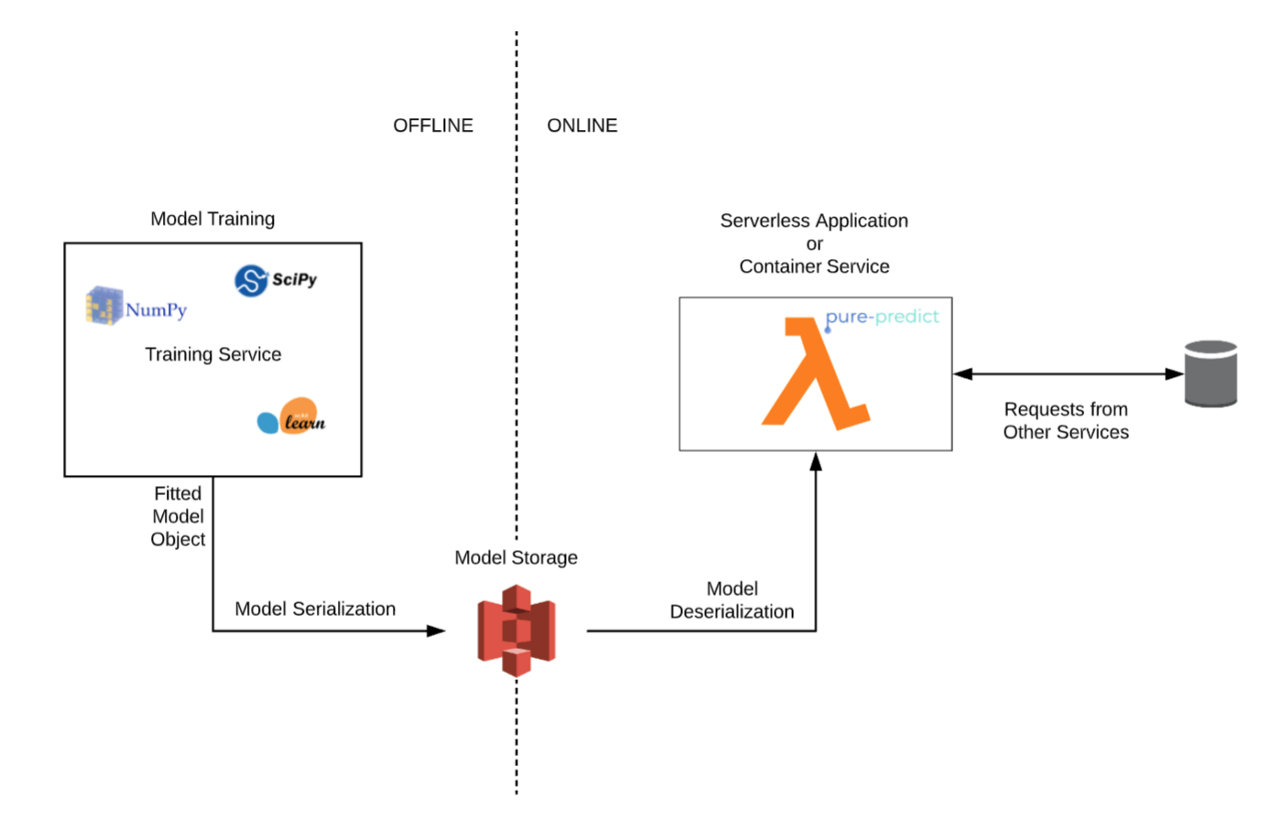 OFFLINE
ONLINE
Model Training
SciPy
NumPy
Training Service
learn
Fitted
Model
Object
Model Serialization
Model Storage
Model
Deserialization
Serverless Application
or
Container Service
pure-predict
Requests from
Other Services